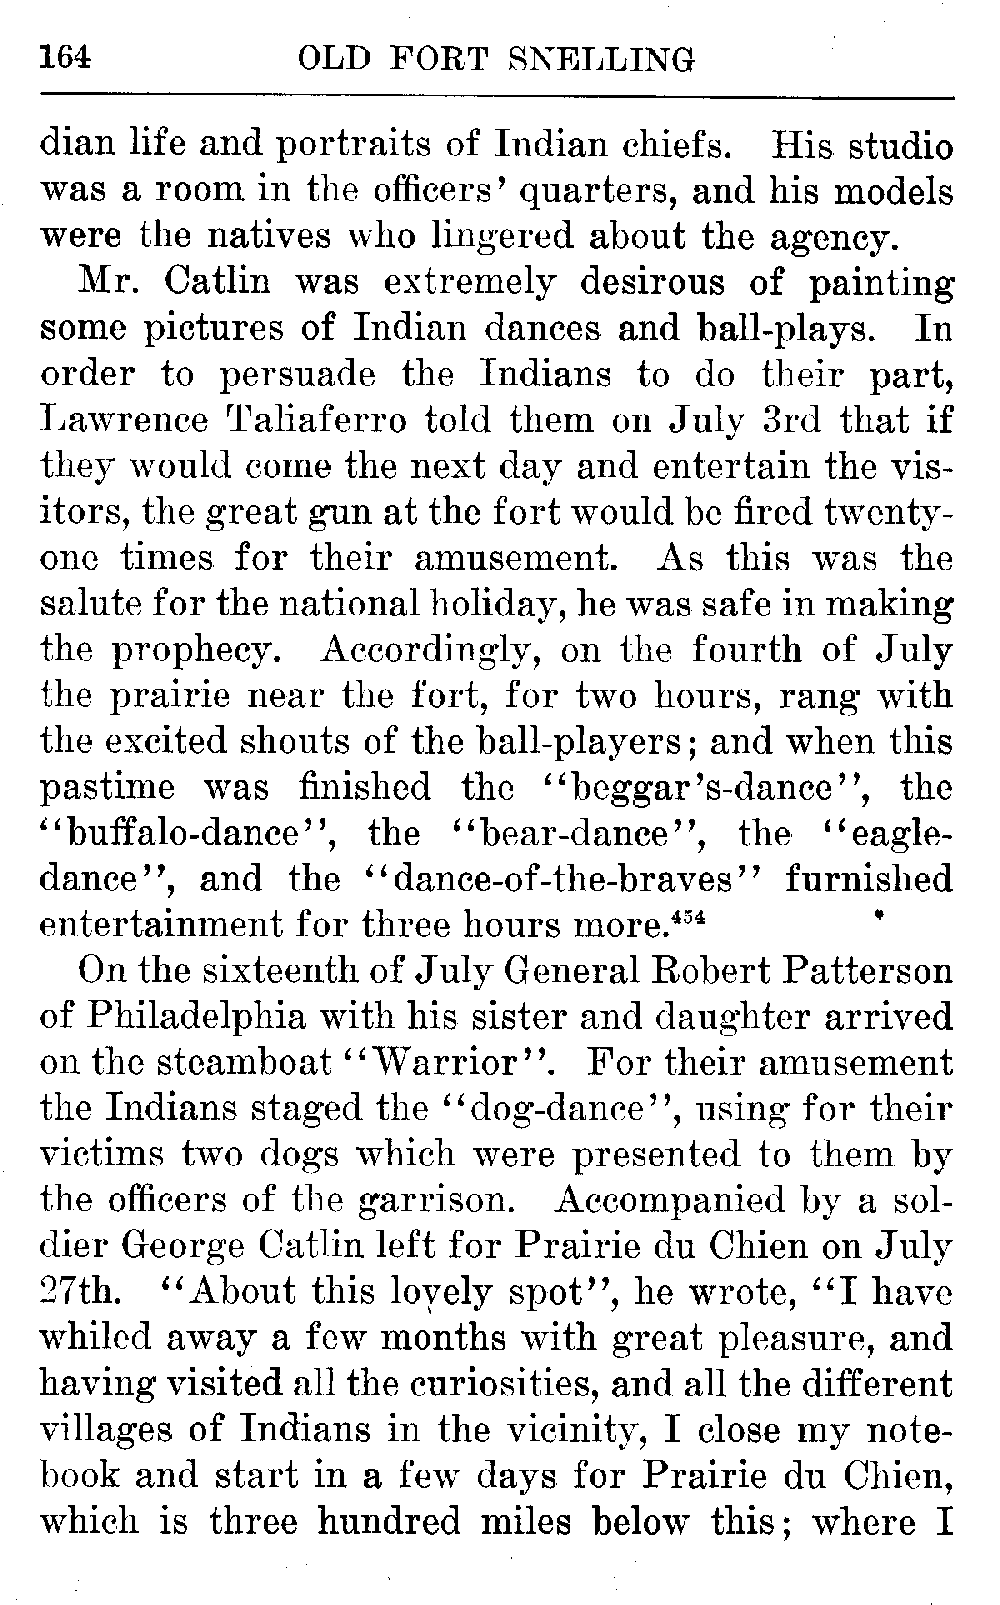 164 OLD FORT SNELLING
dian life and portraits of Indian chiefs. His studio
was a room in the officers' quarters, and his models
were the natives who lingered about the agency.
Mr. Catlin was extremely desirous of painting
some pictures of Indian dances and ball-plays. In
order to persuade the Indians to do their part,
Lawrence Taliaferro told them on July 3rd that if
they would come the next day and entertain the vis-
itors, the great gun at the fort would be fired twenty-
one times for their amusement. As this was the
salute for the national holiday, he was safe in making
the prophecy. Accordingly, on the fourth of July
the prairie near the fort, for two hours, rang with
the excited shouts of the ball-players; and when this
pastime was finished the "beggar's-dance", the
"buffalo-dance", the "bear-dance", the "eagle-
dance", and the "dance-of-the-braves" furnished
entertainment for three hours more.⁴⁵⁴
On the sixteenth of July General Robert Patterson
of Philadelphia with his sister and daughter arrived
on the steamboat "Warrior". For their amusement
the Indians staged the "dog-dance", using for their
victims two dogs which were presented to them by
the officers of the garrison. Accompanied by a sol-
dier George Catlin left for Prairie du Chien on July
27th. "About this lovely spot", he wrote, "I have
whiled away a few months with great pleasure, and
having visited all the curiosities, and all the different
villages of Indians in the vicinity, I close my note-
book and start in a few days for Prairie du Chien,
which is three hundred miles below this; where I